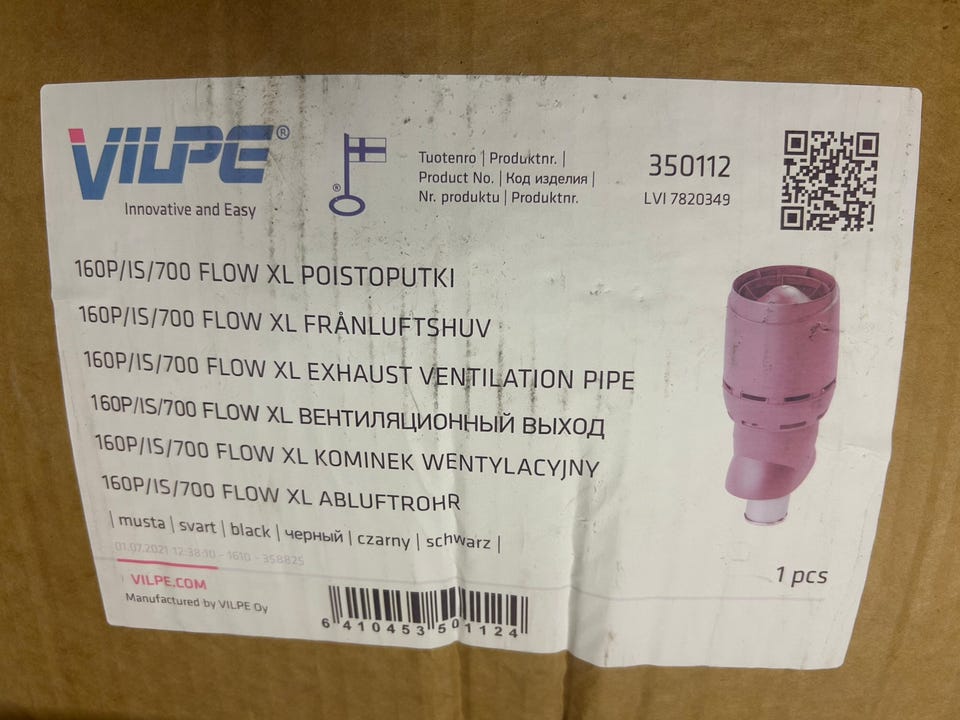 VILPE®
Innovative and Easy
®
Tuotenro | Produktnr. |
Product No. | Код изделия |
Nr. produktu | Produktnr.
350112
LVI 7820349
160P/IS/700 FLOW XL POISTOPUTKI
160P/IS/700 FLOW XL FRÅNLUFTSHUV
160P/IS/700 FLOW XL EXHAUST VENTILATION PIPE
160P/IS/700 FLOW XL ВЕНТИЛЯЦИОННЫЙ ВЫХОД
160P/IS/700 FLOW XL KOMINEK WENTYLACYJNY
160P/IS/700 FLOW XL ABLUFTROHR
| musta | svart | black | черный | czarny | schwarz |
01.07.2021 12:38:10 - 1610 - 358825
1 pcs
VILPE.COM
Manufactured by VILPE Oy
6 410453 501124